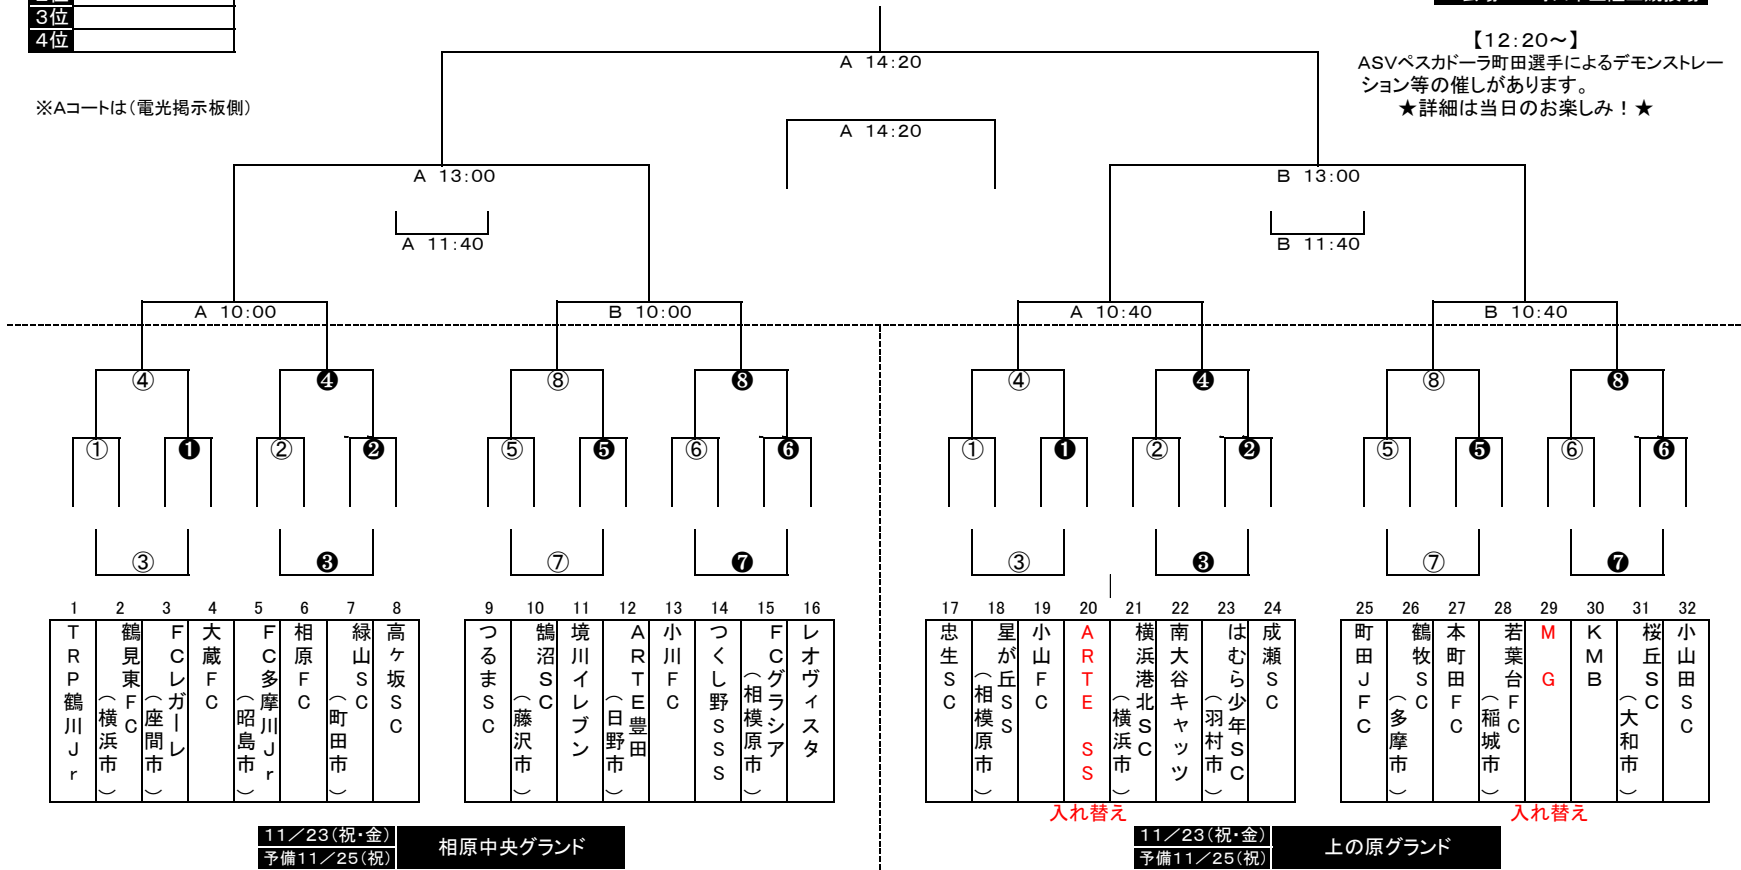 3位
4位
※Aコートは(電光掲示板側)
【12:20～】
ASVペスカドーラ町田選手によるデモンストレー
ション等の催しがあります。
★詳細は当日のお楽しみ！★
A 14:20
A 14:20
A 13:00
B 13:00
A 11:40
B 11:40
A 10:00
B 10:00
A 10:40
B 10:40
④ ❹ ⑧ ❽ ④ ❹ ⑧ ❽
① ❶ ② ❷ ⑤ ❺ ⑥ ❻ ① ❶ ② ❷ ⑤ ❺ ⑥ ❻
③ ❸ ⑦ ❼ ③ ❸ ⑦ ❼
1 2 3 4 5 6 7 8 9 10 11 12 13 14 15 16 17 18 19 20 21 22 23 24 25 26 27 28 29 30 31 32
TRP鶴川Jr
鶴見東FC
(横浜市)
FCレガーレ
(座間市)
大蔵FC
FC多摩川Jr
(昭島市)
相原FC
緑山SC
(町田市)
高ヶ坂SC
つるまSC
鵠沼SC
(藤沢市)
境川イレブン
ARTE豊田
(日野市)
小川FC
つくし野SSS
FCグラシア
(相模原市)
レオヴィスタ
忠生SC
星が丘SS
(相模原市)
小山FC
ARTE SS
横浜港北SC
(横浜市)
南大谷キャッツ
はむら少年SC
(羽村市)
成瀬SC
町田JFC
鶴牧SC
(多摩市)
本町田FC
若葉台FC
(稲城市)
MG
KMB
桜丘SC
(大和市)
小山田SC
入れ替え
入れ替え
11／23(祝・金)
予備11／25(祝)
相原中央グランド
11／23(祝・金)
予備11／25(祝)
上の原グランド